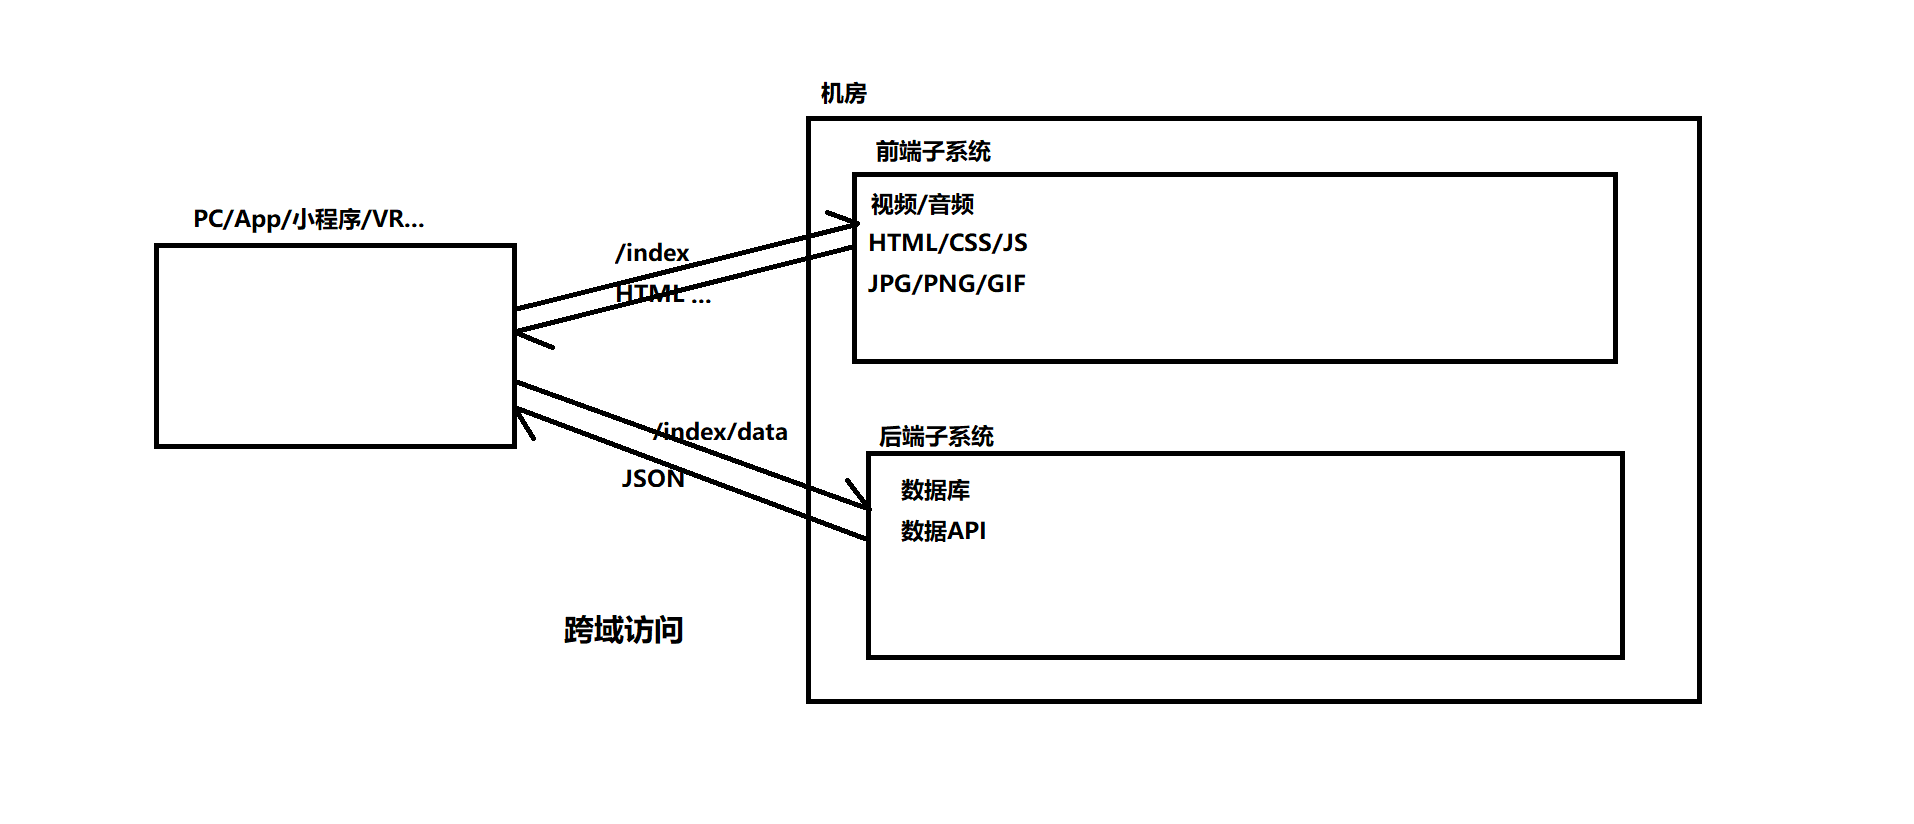 机房
前端子系统
视频/音频
HTML/CSS/JS
JPG/PNG/GIF
PC/App/小程序/VR...
/index
HTML ...
/index/data
JSON
后端子系统
数据库
数据API
跨域访问